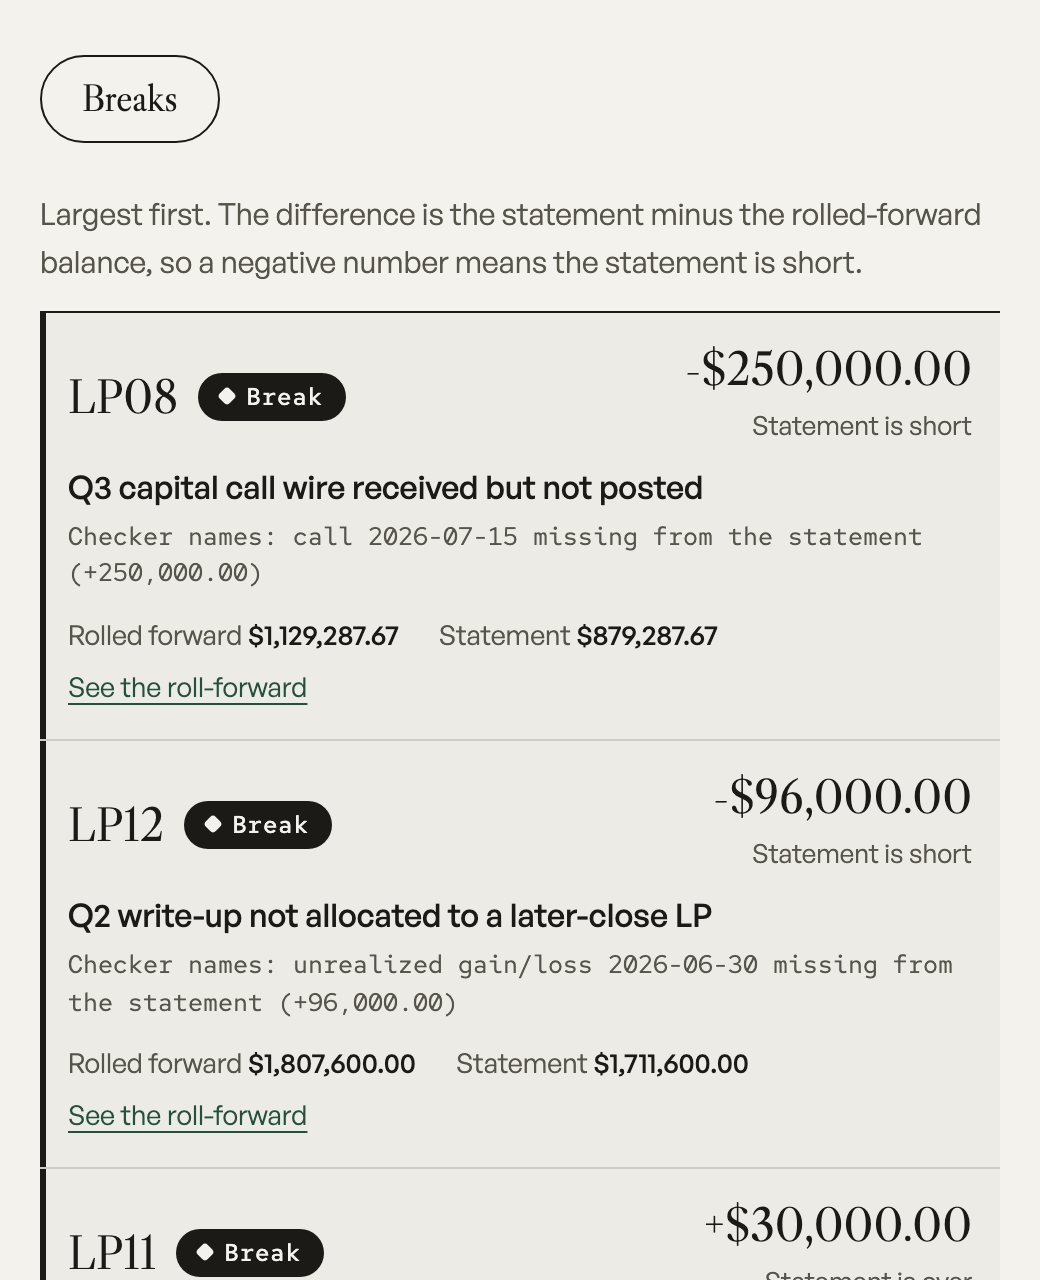 Breaks
Largest first. The difference is the statement minus the rolled-forward
balance, so a negative number means the statement is short.
LP08 Break -$250,000.00
Statement is short
Q3 capital call wire received but not posted
Checker names: call 2026-07-15 missing from the statement
(+250,000.00)
Rolled forward $1,129,287.67 Statement $879,287.67
See the roll-forward
LP12 Break -$96,000.00
Statement is short
Q2 write-up not allocated to a later-close LP
Checker names: unrealized gain/loss 2026-06-30 missing from
the statement (+96,000.00)
Rolled forward $1,807,600.00 Statement $1,711,600.00
See the roll-forward
LP11 Break +$30,000.00
Statement is over